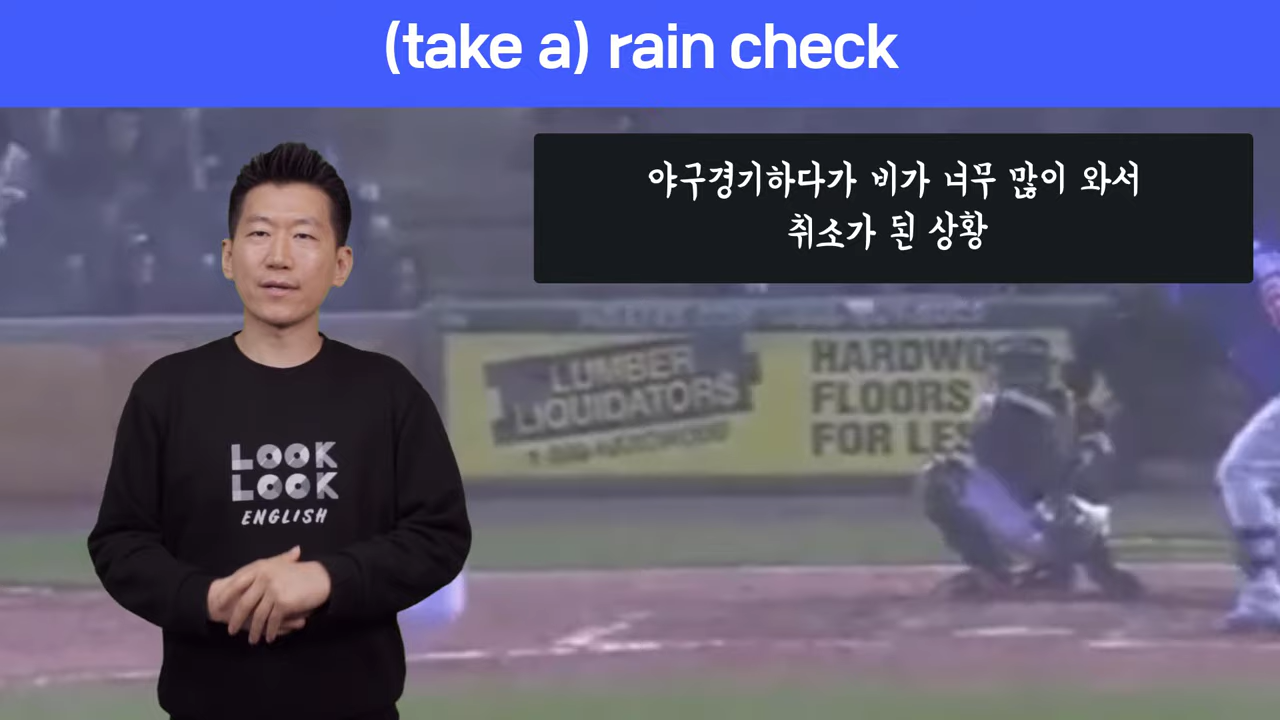 (take a) rain check
야구경기하다가 비가 너무 많이 와서
취소가 된 상황
LUMBER
LIQUIDATORS
HARDWO
FLOORS
FOR LES
LOOK
LOOK
ENGLISH